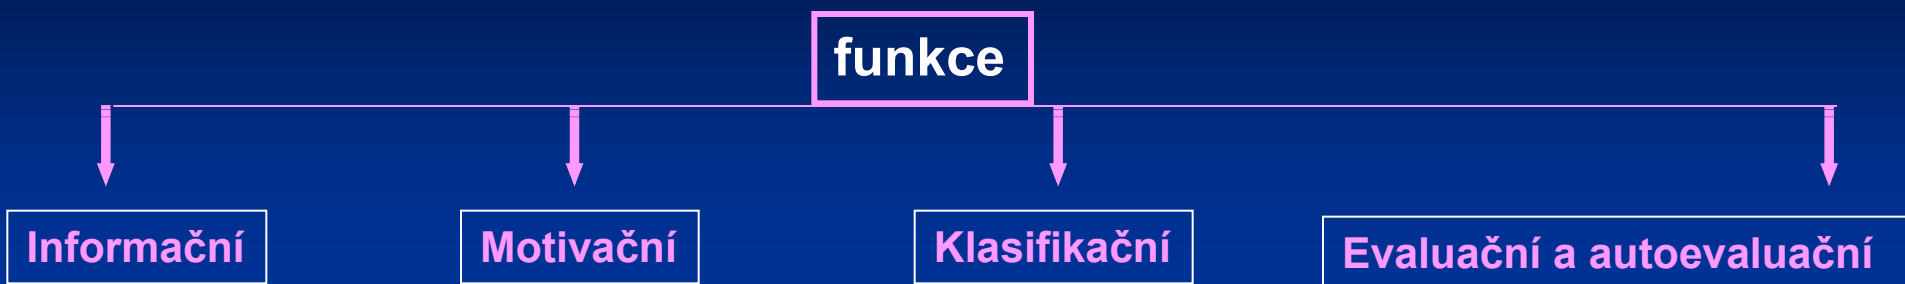 funkce
Informační
Motivační
Klasifikační
Evaluační a autoevaluační